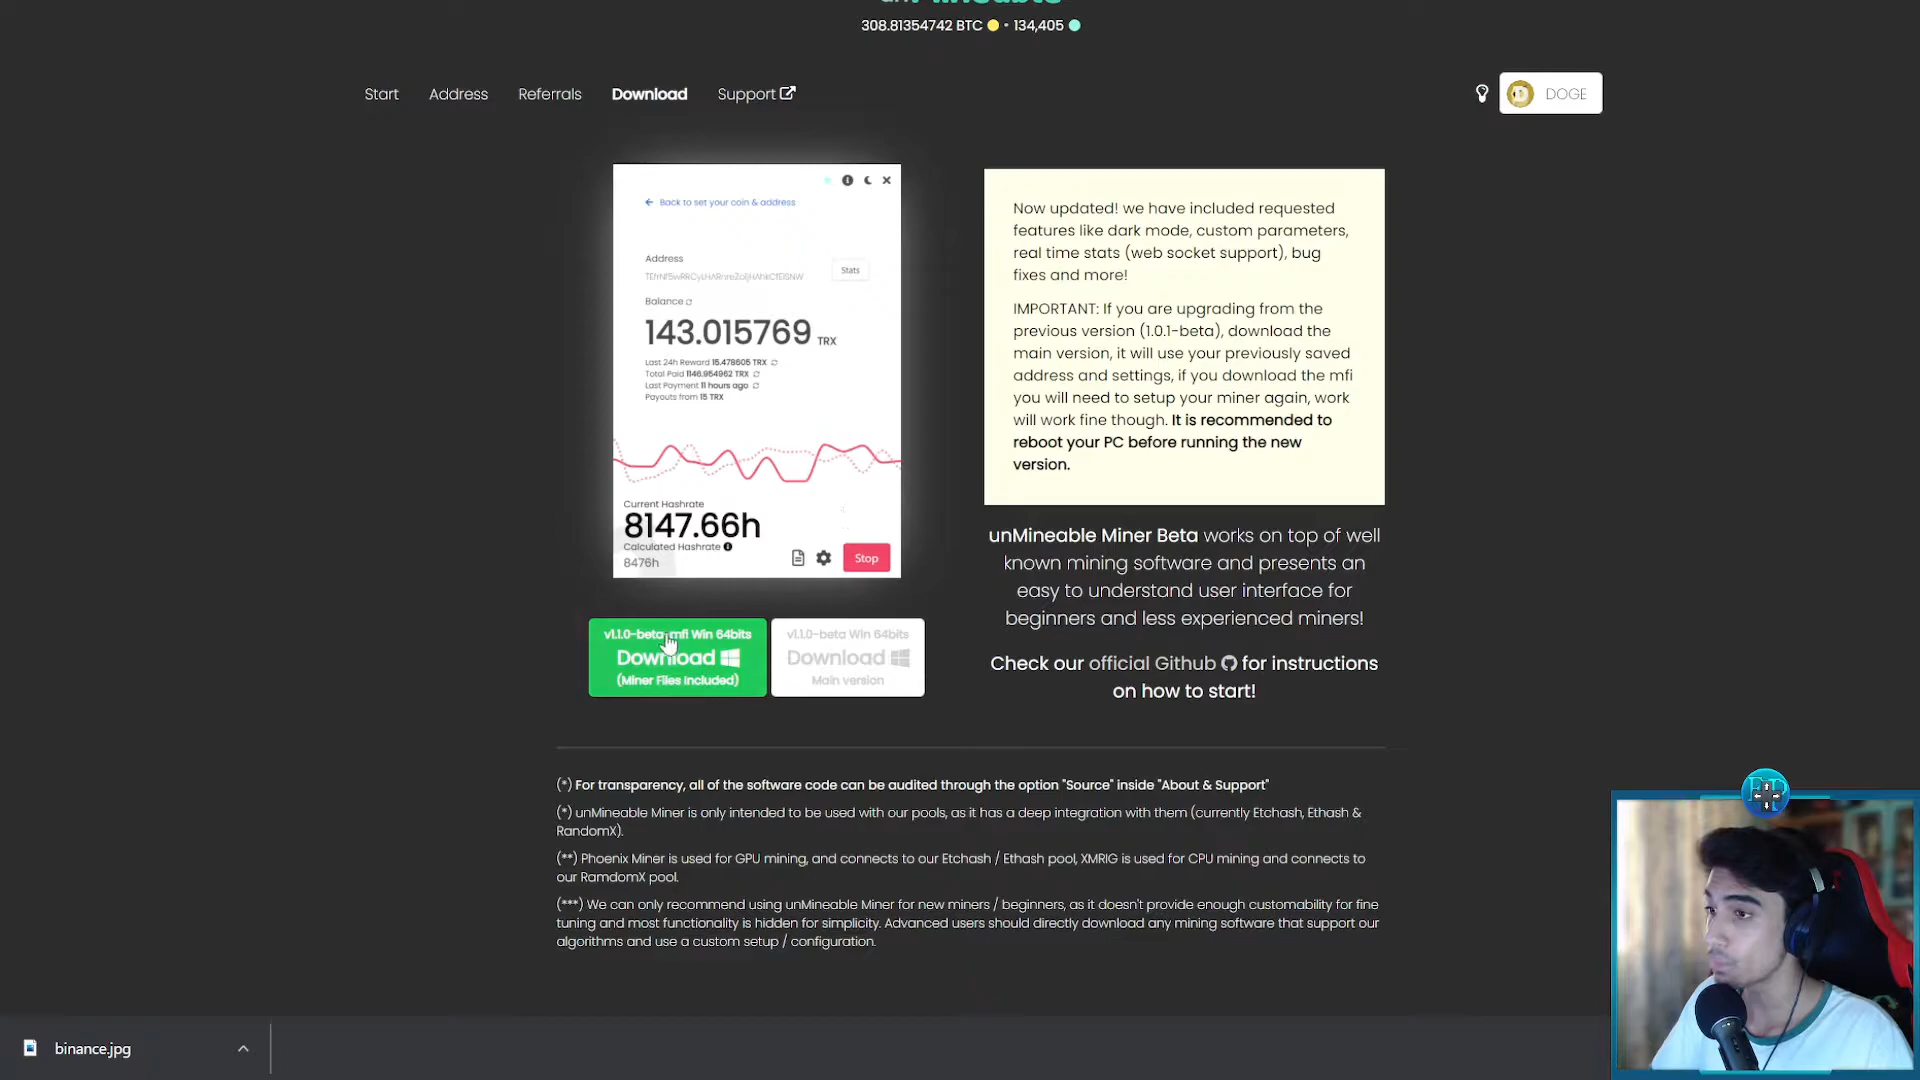 308.81354742 BTC • 134,405
Start
Address
Referrals
Download
Support
DOGE
Back to set your coin & address
Address
Stats
Balance
143.015769 TRX
Last 24h Reward 15.478605 TRX
Total Paid 1146.954962 TRX
Last Payment 11 hours ago
Payouts from 15 TRX
Current Hashrate
8147.66h
Calculated Hashrate
8476h
Stop
Now updated! we have included requested
features like dark mode, custom parameters,
real time stats (web socket support), bug
fixes and more!
IMPORTANT: If you are upgrading from the
previous version (1.0.1-beta), download the
main version, it will use your previously saved
address and settings, if you download the mfi
you will need to setup your miner again, work
will work fine though. It is recommended to
reboot your PC before running the new
version.
v1.1.0-beta-mfi Win 64bits
Download
(Miner Files Included)
v1.1.0-beta Win 64bits
Download
Main version
unMineable Miner Beta works on top of well
known mining software and presents an
easy to understand user interface for
beginners and less experienced miners!
Check our official Github for instructions
on how to start!
(*) For transparency, all of the software code can be audited through the option "Source" inside "About & Support"
(*) unMineable Miner is only intended to be used with our pools, as it has a deep integration with them (currently Etchash, Ethash &
RandomX).
(**) Phoenix Miner is used for GPU mining, and connects to our Etchash / Ethash pool, XMRIG is used for CPU mining and connects to
our RamdomX pool.
(***) We can only recommend using unMineable Miner for new miners / beginners, as it doesn't provide enough customability for fine
tuning and most functionality is hidden for simplicity. Advanced users should directly download any mining software that support our
algorithms and use a custom setup / configuration.
binance.jpg